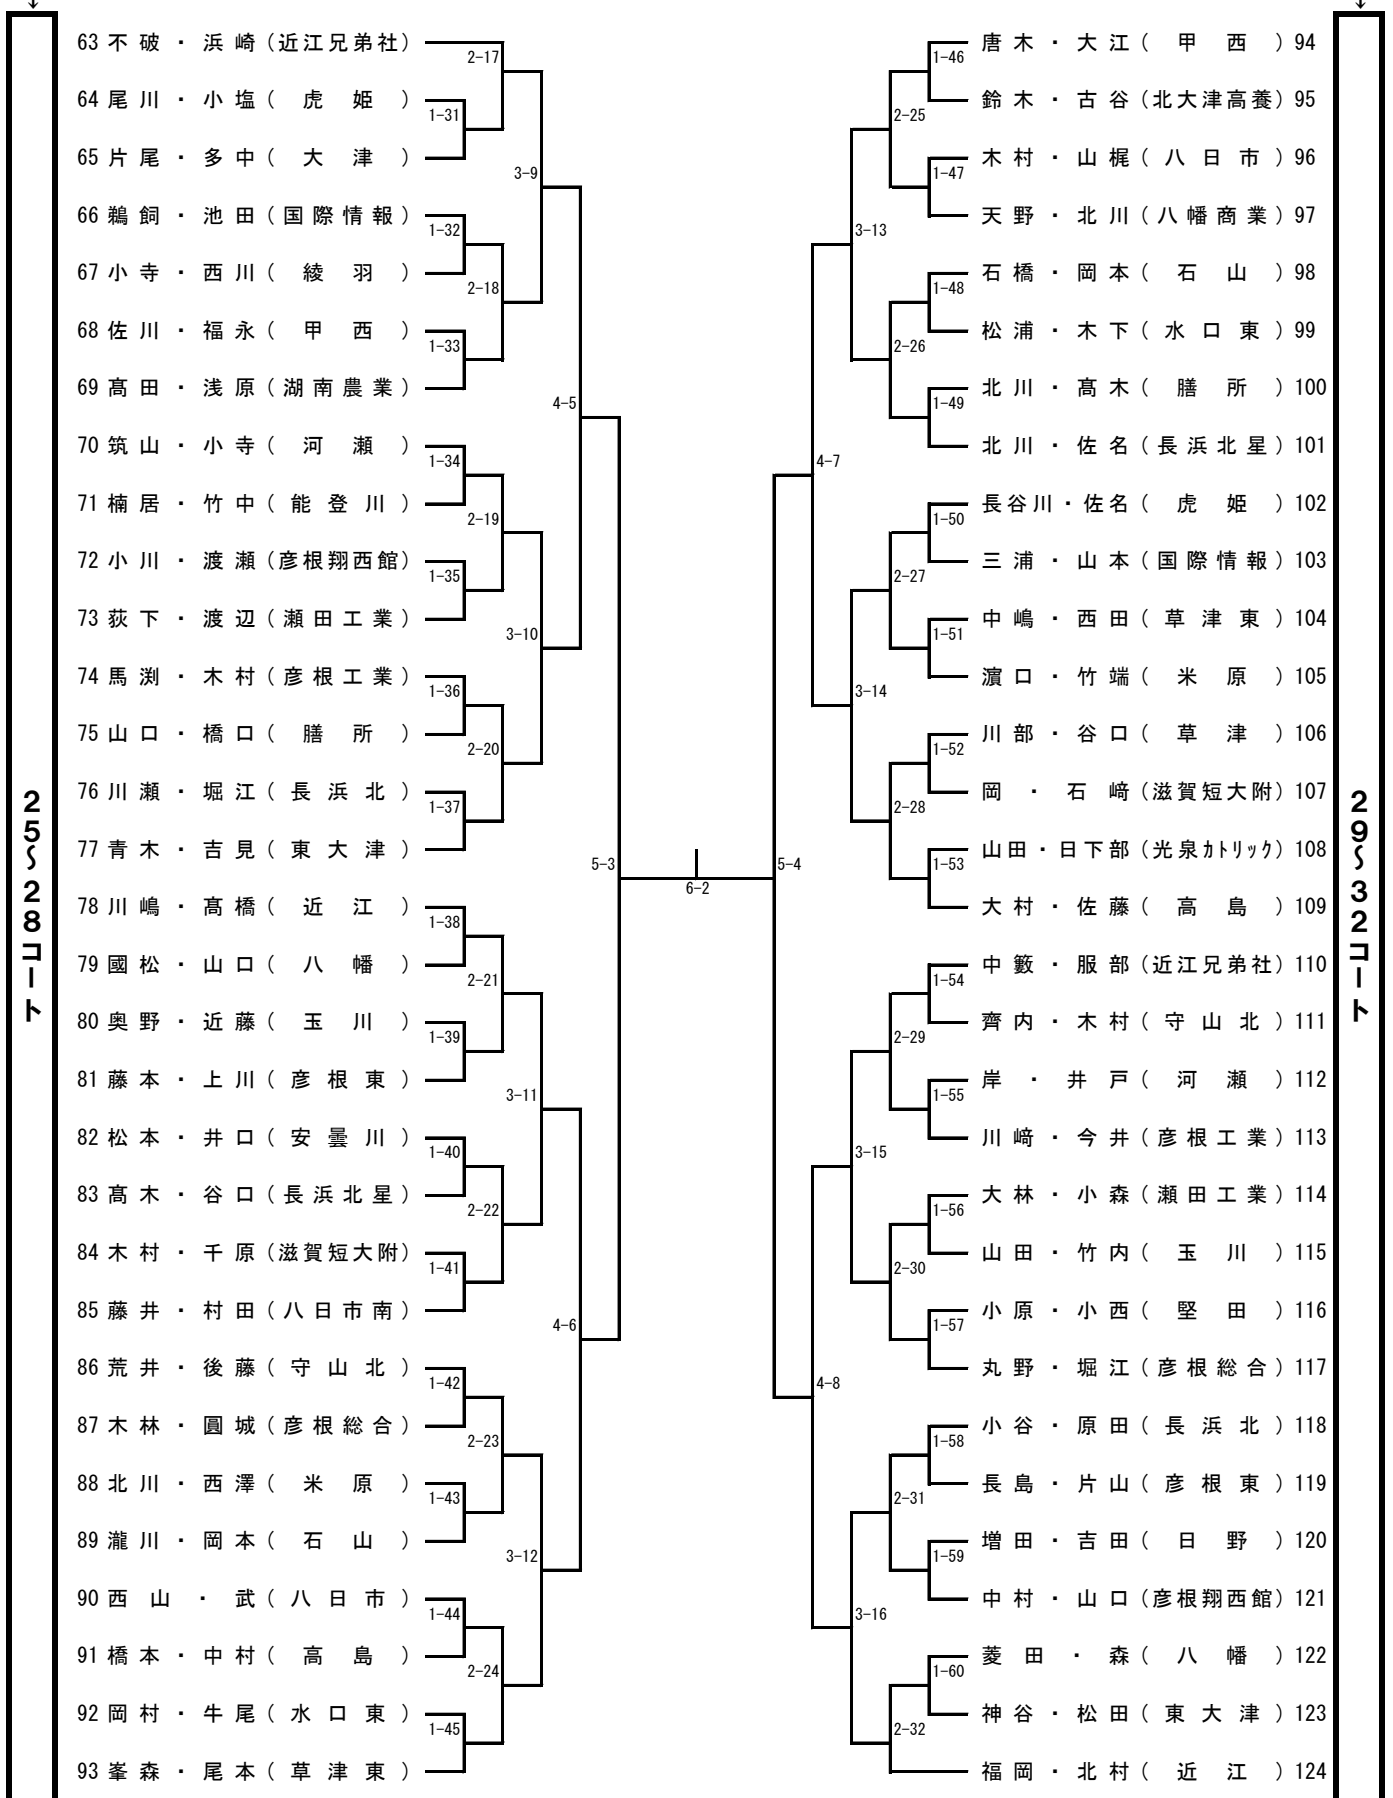 63 不破・浜崎(近江兄弟社)
64 尾川・小塩(虎姫)
65 片尾・多中(大津)
66 鵜飼・池田(国際情報)
67 小寺・西川(綾羽)
68 佐川・福永(甲西)
69 髙田・浅原(湖南農業)
70 筑山・小寺(河瀬)
71 楠居・竹中(能登川)
72 小川・渡瀬(彦根翔西館)
73 荻下・渡辺(瀬田工業)
74 馬渕・木村(彦根工業)
75 山口・橋口(膳所)
76 川瀬・堀江(長浜北)
77 青木・吉見(東大津)
78 川嶋・髙橋(近江)
79 國松・山口(八幡)
80 奥野・近藤(玉川)
81 藤本・上川(彦根東)
82 松本・井口(安曇川)
83 髙木・谷口(長浜北星)
84 木村・千原(滋賀短大附)
85 藤井・村田(八日市南)
86 荒井・後藤(守山北)
87 木林・圓城(彦根総合)
88 北川・西澤(米原)
89 瀧川・岡本(石山)
90 西山・武(八日市)
91 橋本・中村(高島)
92 岡村・牛尾(水口東)
93 峯森・尾本(草津東)
25〜28コート
2-17
1-31
3-9
1-32
2-18
1-33
4-5
1-34
2-19
1-35
3-10
1-36
2-20
1-37
5-3
1-38
2-21
1-39
3-11
1-40
2-22
1-41
4-6
1-42
2-23
1-43
3-12
1-44
2-24
1-45
6-2
唐木・大江(甲西)94
鈴木・古谷(北大津高養)95
木村・山梶(八日市)96
天野・北川(八幡商業)97
石橋・岡本(石山)98
松浦・木下(水口東)99
北川・髙木(膳所)100
北川・佐名(長浜北星)101
長谷川・佐名(虎姫)102
三浦・山本(国際情報)103
中嶋・西田(草津東)104
濵口・竹端(米原)105
川部・谷口(草津)106
岡・石﨑(滋賀短大附)107
山田・日下部(光泉カトリック)108
大村・佐藤(高島)109
中籔・服部(近江兄弟社)110
齊内・木村(守山北)111
岸・井戸(河瀬)112
川﨑・今井(彦根工業)113
大林・小森(瀬田工業)114
山田・竹内(玉川)115
小原・小西(堅田)116
丸野・堀江(彦根総合)117
小谷・原田(長浜北)118
長島・片山(彦根東)119
増田・吉田(日野)120
中村・山口(彦根翔西館)121
菱田・森(八幡)122
神谷・松田(東大津)123
福岡・北村(近江)124
1-46
2-25
1-47
3-13
1-48
2-26
1-49
4-7
1-50
2-27
1-51
3-14
1-52
2-28
1-53
5-4
1-54
2-29
1-55
3-15
1-56
2-30
1-57
4-8
1-58
2-31
1-59
3-16
1-60
2-32
29〜32コート